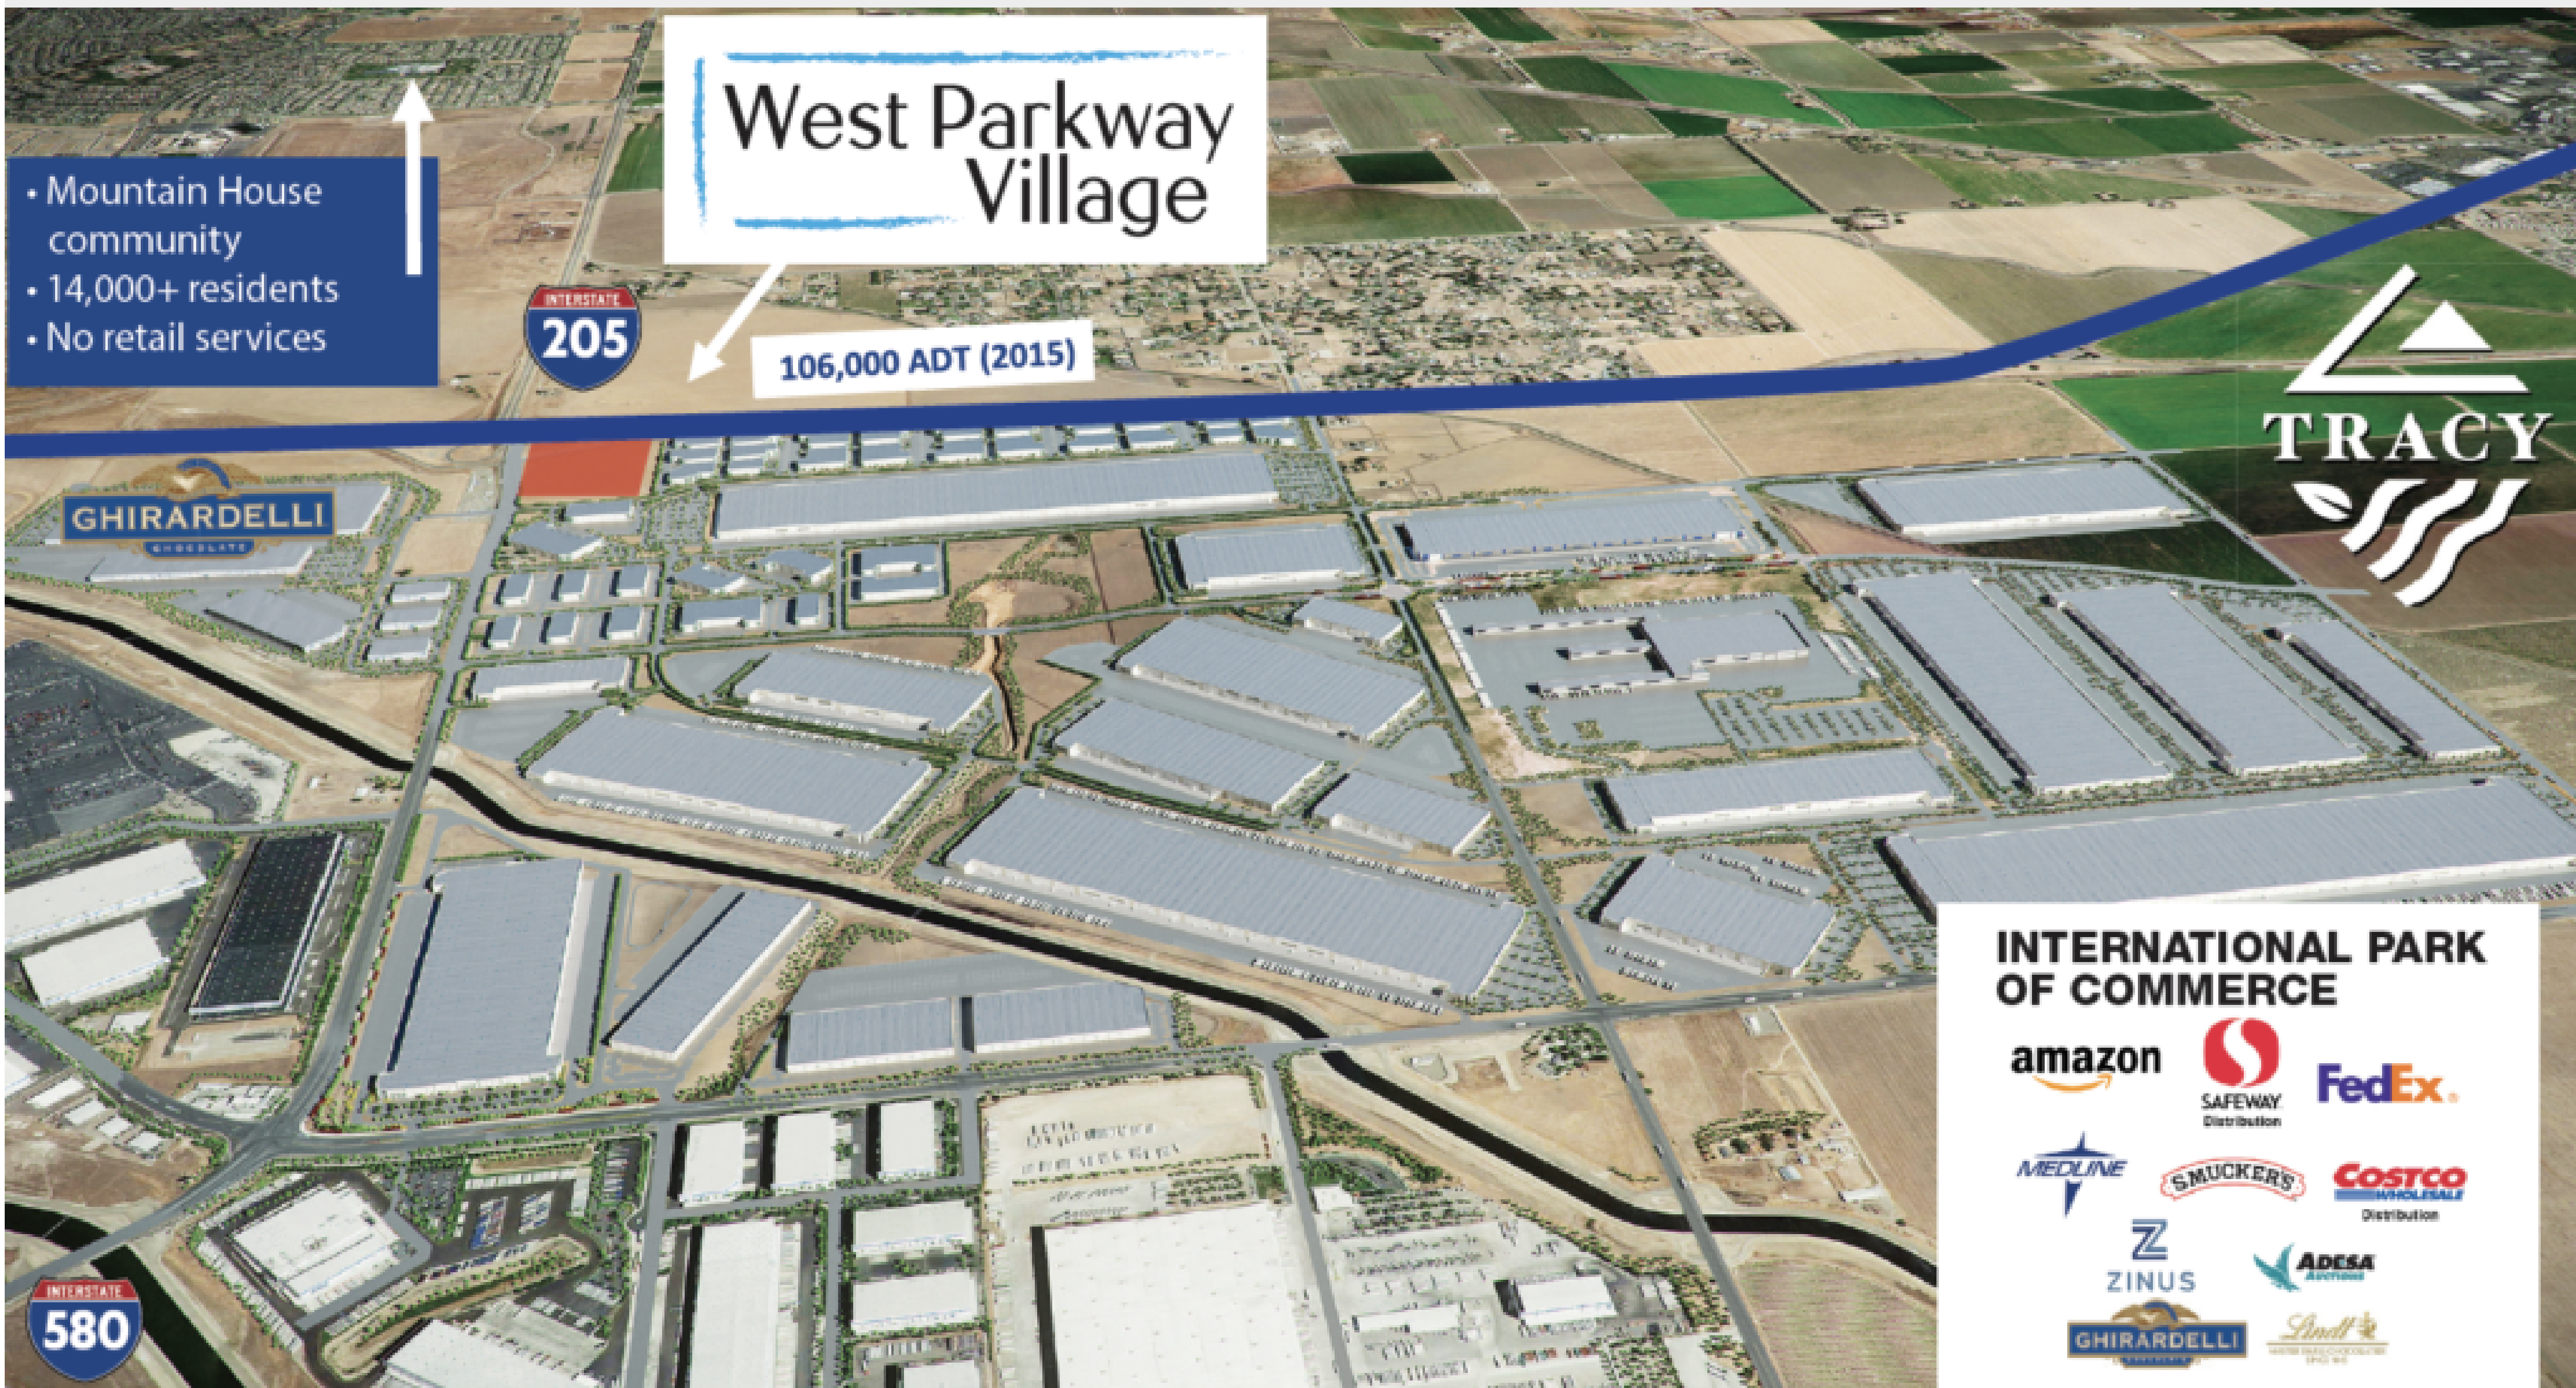 West Parkway
Village
• Mountain House
community
• 14,000+ residents
• No retail services
INTERSTATE
205
106,000 ADT (2015)
TRACY
GHIRARDELLI
CHOCOLATE
INTERNATIONAL PARK
OF COMMERCE
amazon
SAFEWAY
Distribution
FedEx®
MEDLINE
SMUCKER'S
COSTCO
WHOLESALE
Distribution
Z
ZINUS
ADESA
AUCTIONS
GHIRARDELLI
Lindt
INTERSTATE
580